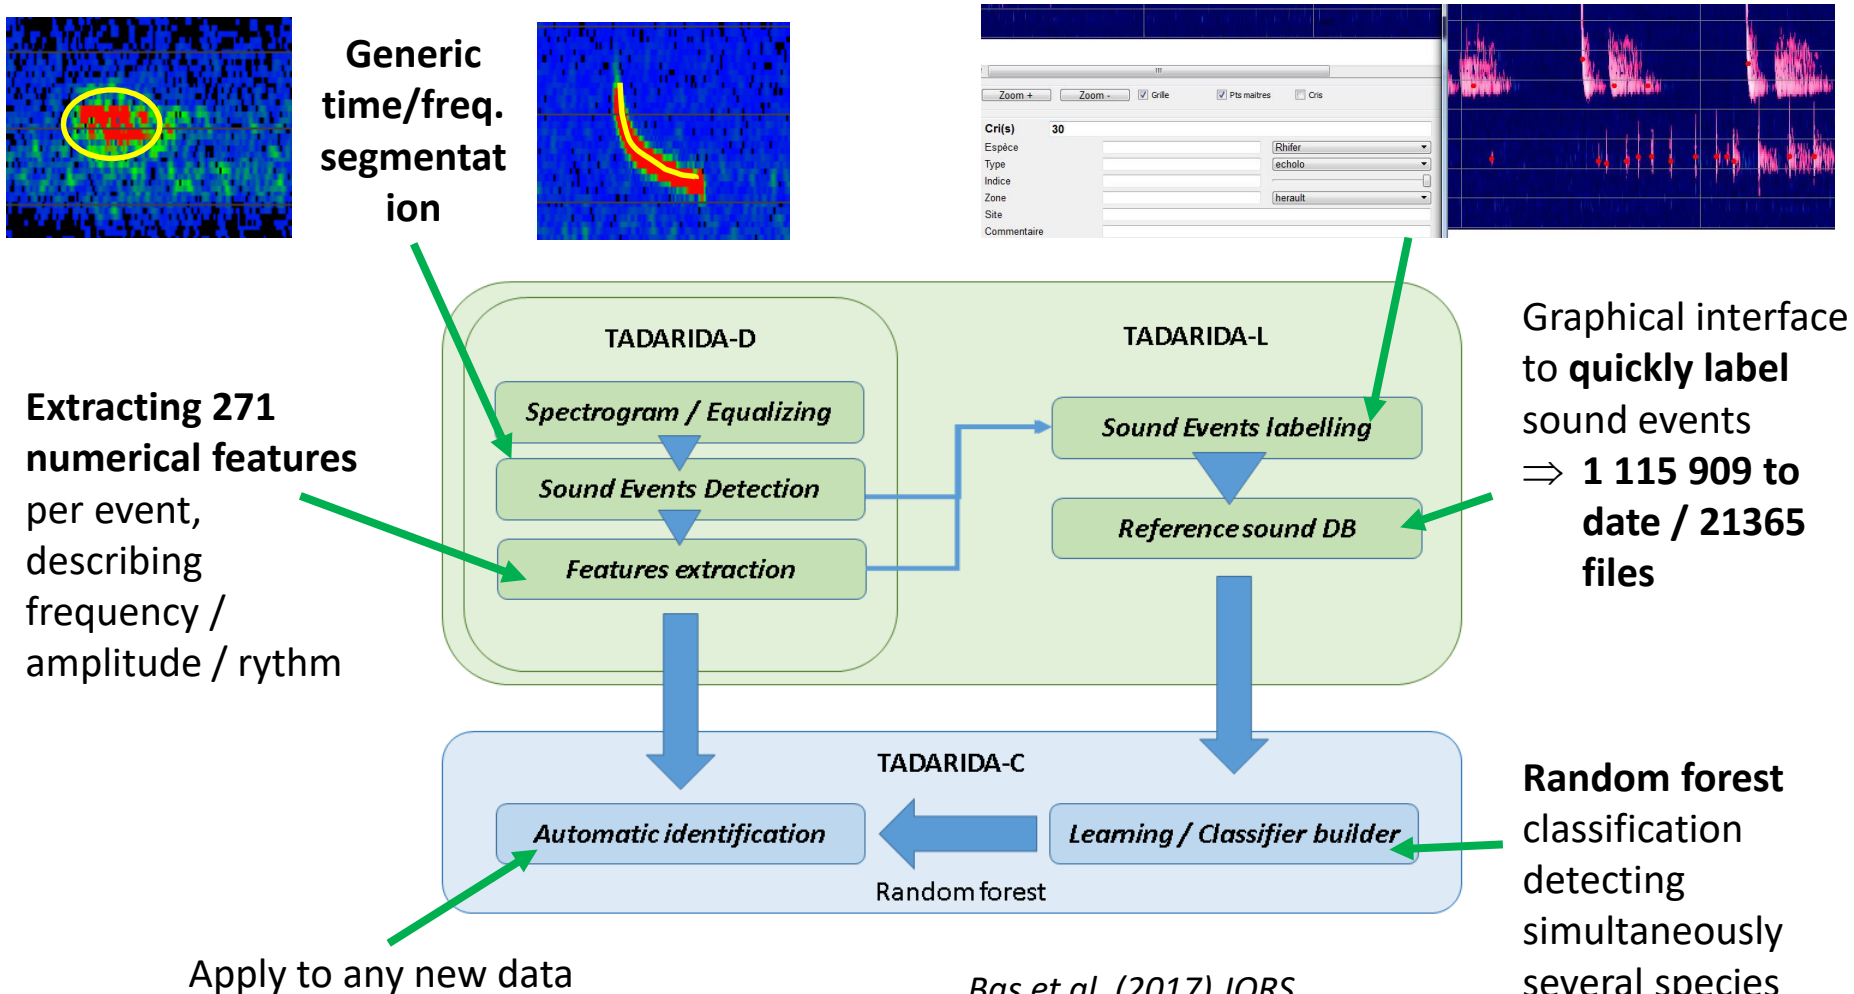 Generic
time/freq.
segmentat
ion
Zoom +
Zoom -
Grille
Pts maitres
Cris
Cri(s) 30
Espèce Rhifer
Type echolo
Indice
Zone herault
Site
Commentaire
TADARIDA-D
TADARIDA-L
Spectrogram / Equalizing
Sound Events Detection
Features extraction
Sound Events labelling
Reference sound DB
Extracting 271
numerical features
per event,
describing
frequency /
amplitude / rythm
Graphical interface
to quickly label
sound events
⇒ 1 115 909 to
date / 21365
files
TADARIDA-C
Automatic identification
Learning / Classifier builder
Random forest
Random forest
classification
detecting
simultaneously
several species
Apply to any new data
Bas et al. (2017) JORS